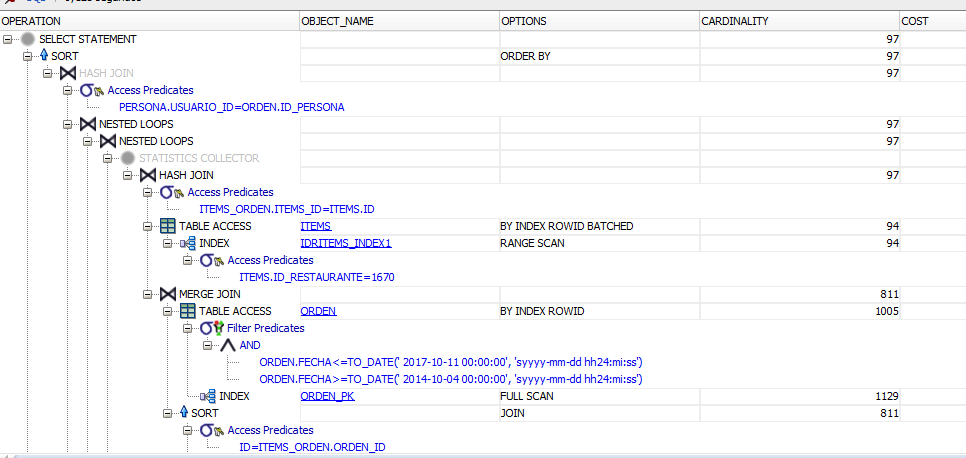 OPERATION OBJECT_NAME OPTIONS CARDINALITY COST
SELECT STATEMENT 97
SORT ORDER BY 97
HASH JOIN 97
Access Predicates
PERSONA.USUARIO_ID=ORDEN.ID_PERSONA
NESTED LOOPS 97
NESTED LOOPS 97
STATISTICS COLLECTOR
HASH JOIN 97
Access Predicates
ITEMS_ORDEN.ITEMS_ID=ITEMS.ID
TABLE ACCESS ITEMS BY INDEX ROWID BATCHED 94
INDEX IDRITEMS_INDEX1 RANGE SCAN 94
Access Predicates
ITEMS.ID_RESTAURANTE=1670
MERGE JOIN 811
TABLE ACCESS ORDEN BY INDEX ROWID 1005
Filter Predicates
AND
ORDEN.FECHA<=TO_DATE(' 2017-10-11 00:00:00', 'syyyy-mm-dd hh24:mi:ss')
ORDEN.FECHA>=TO_DATE(' 2014-10-04 00:00:00', 'syyyy-mm-dd hh24:mi:ss')
INDEX ORDEN_PK FULL SCAN 1129
SORT JOIN 811
Access Predicates
ID=ITEMS_ORDEN.ORDEN_ID